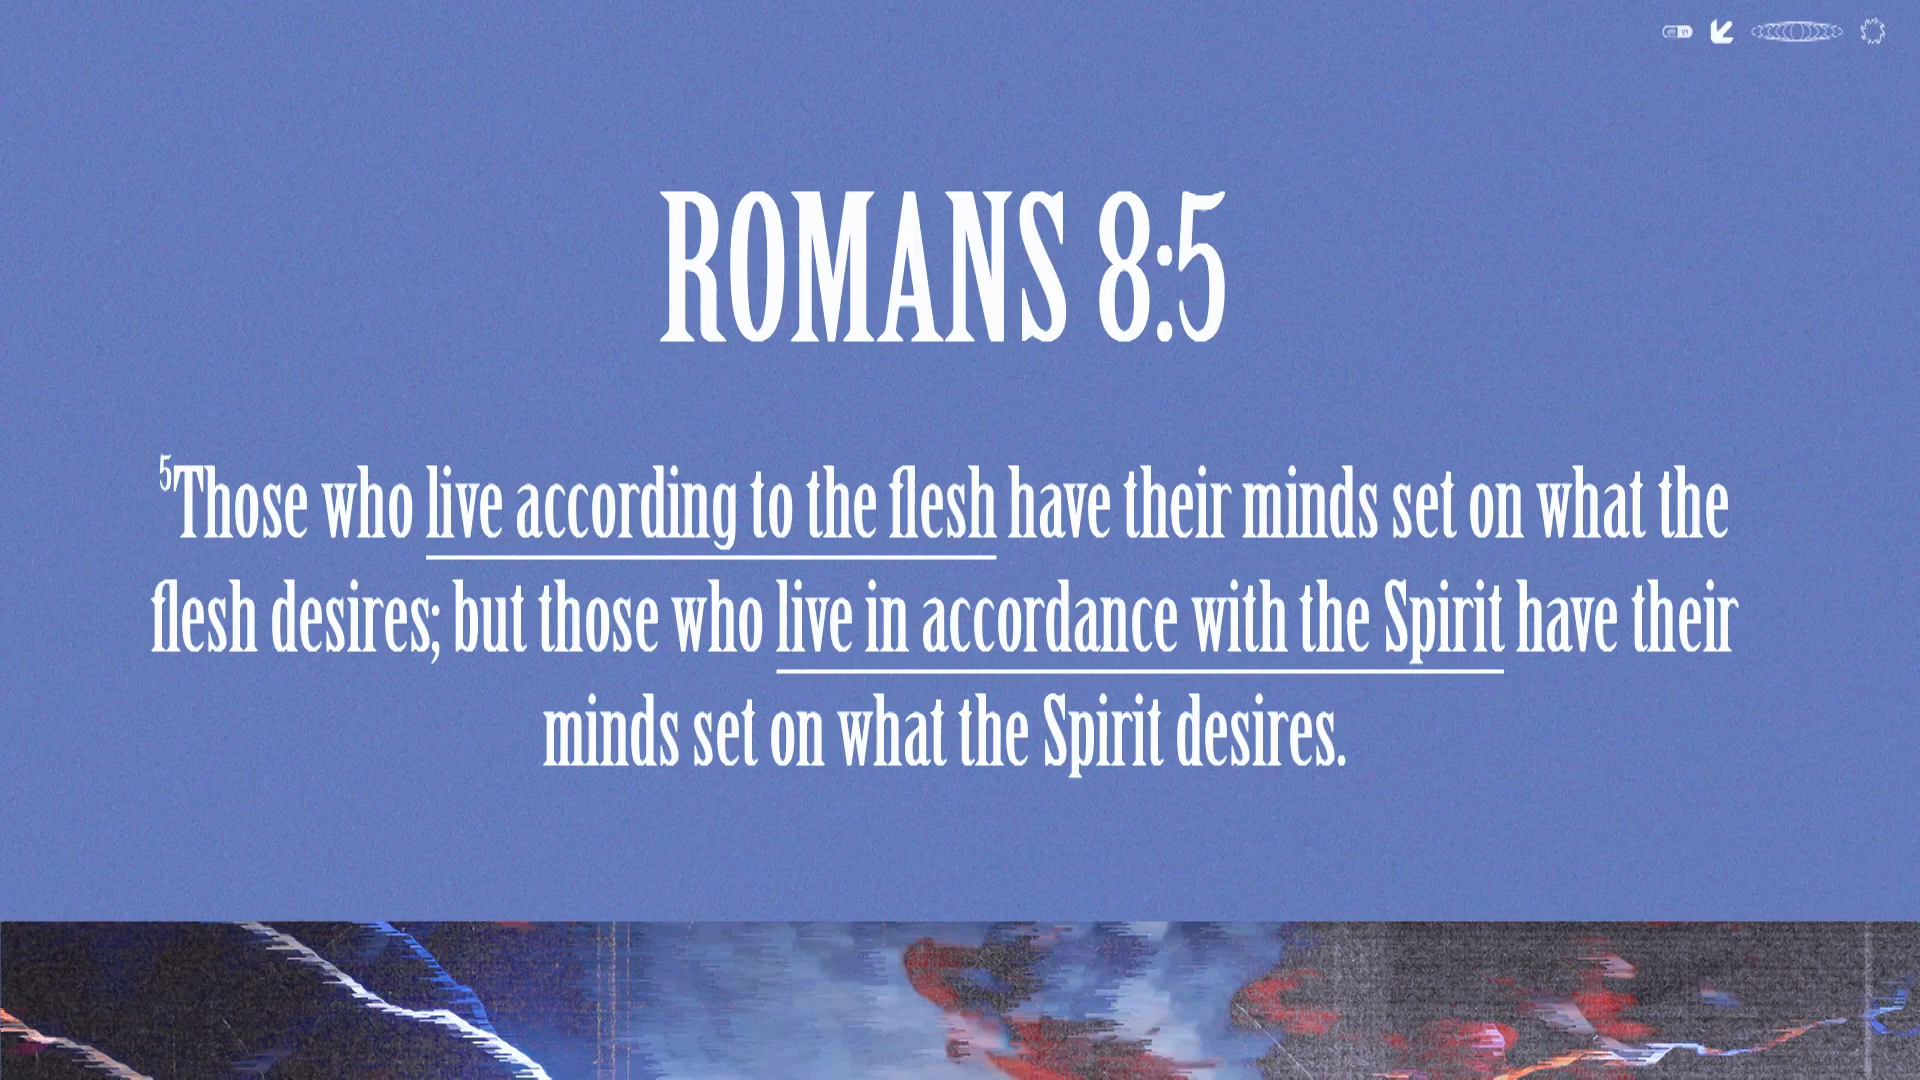 ROMANS 8:5
⁵Those who live according to the flesh have their minds set on what the
flesh desires; but those who live in accordance with the Spirit have their
minds set on what the Spirit desires.